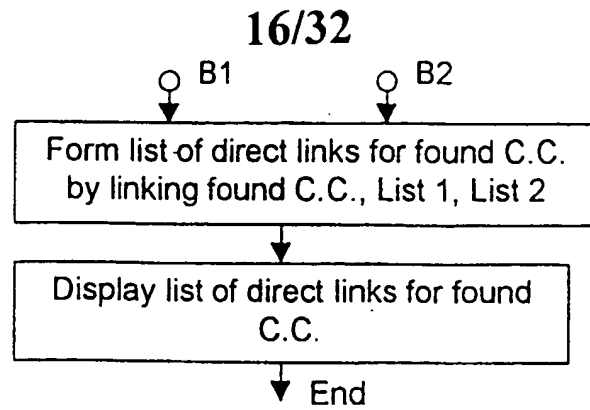 16/32
B1 B2
Form list of direct links for found C.C.
by linking found C.C., List 1, List 2
Display list of direct links for found
C.C.
End